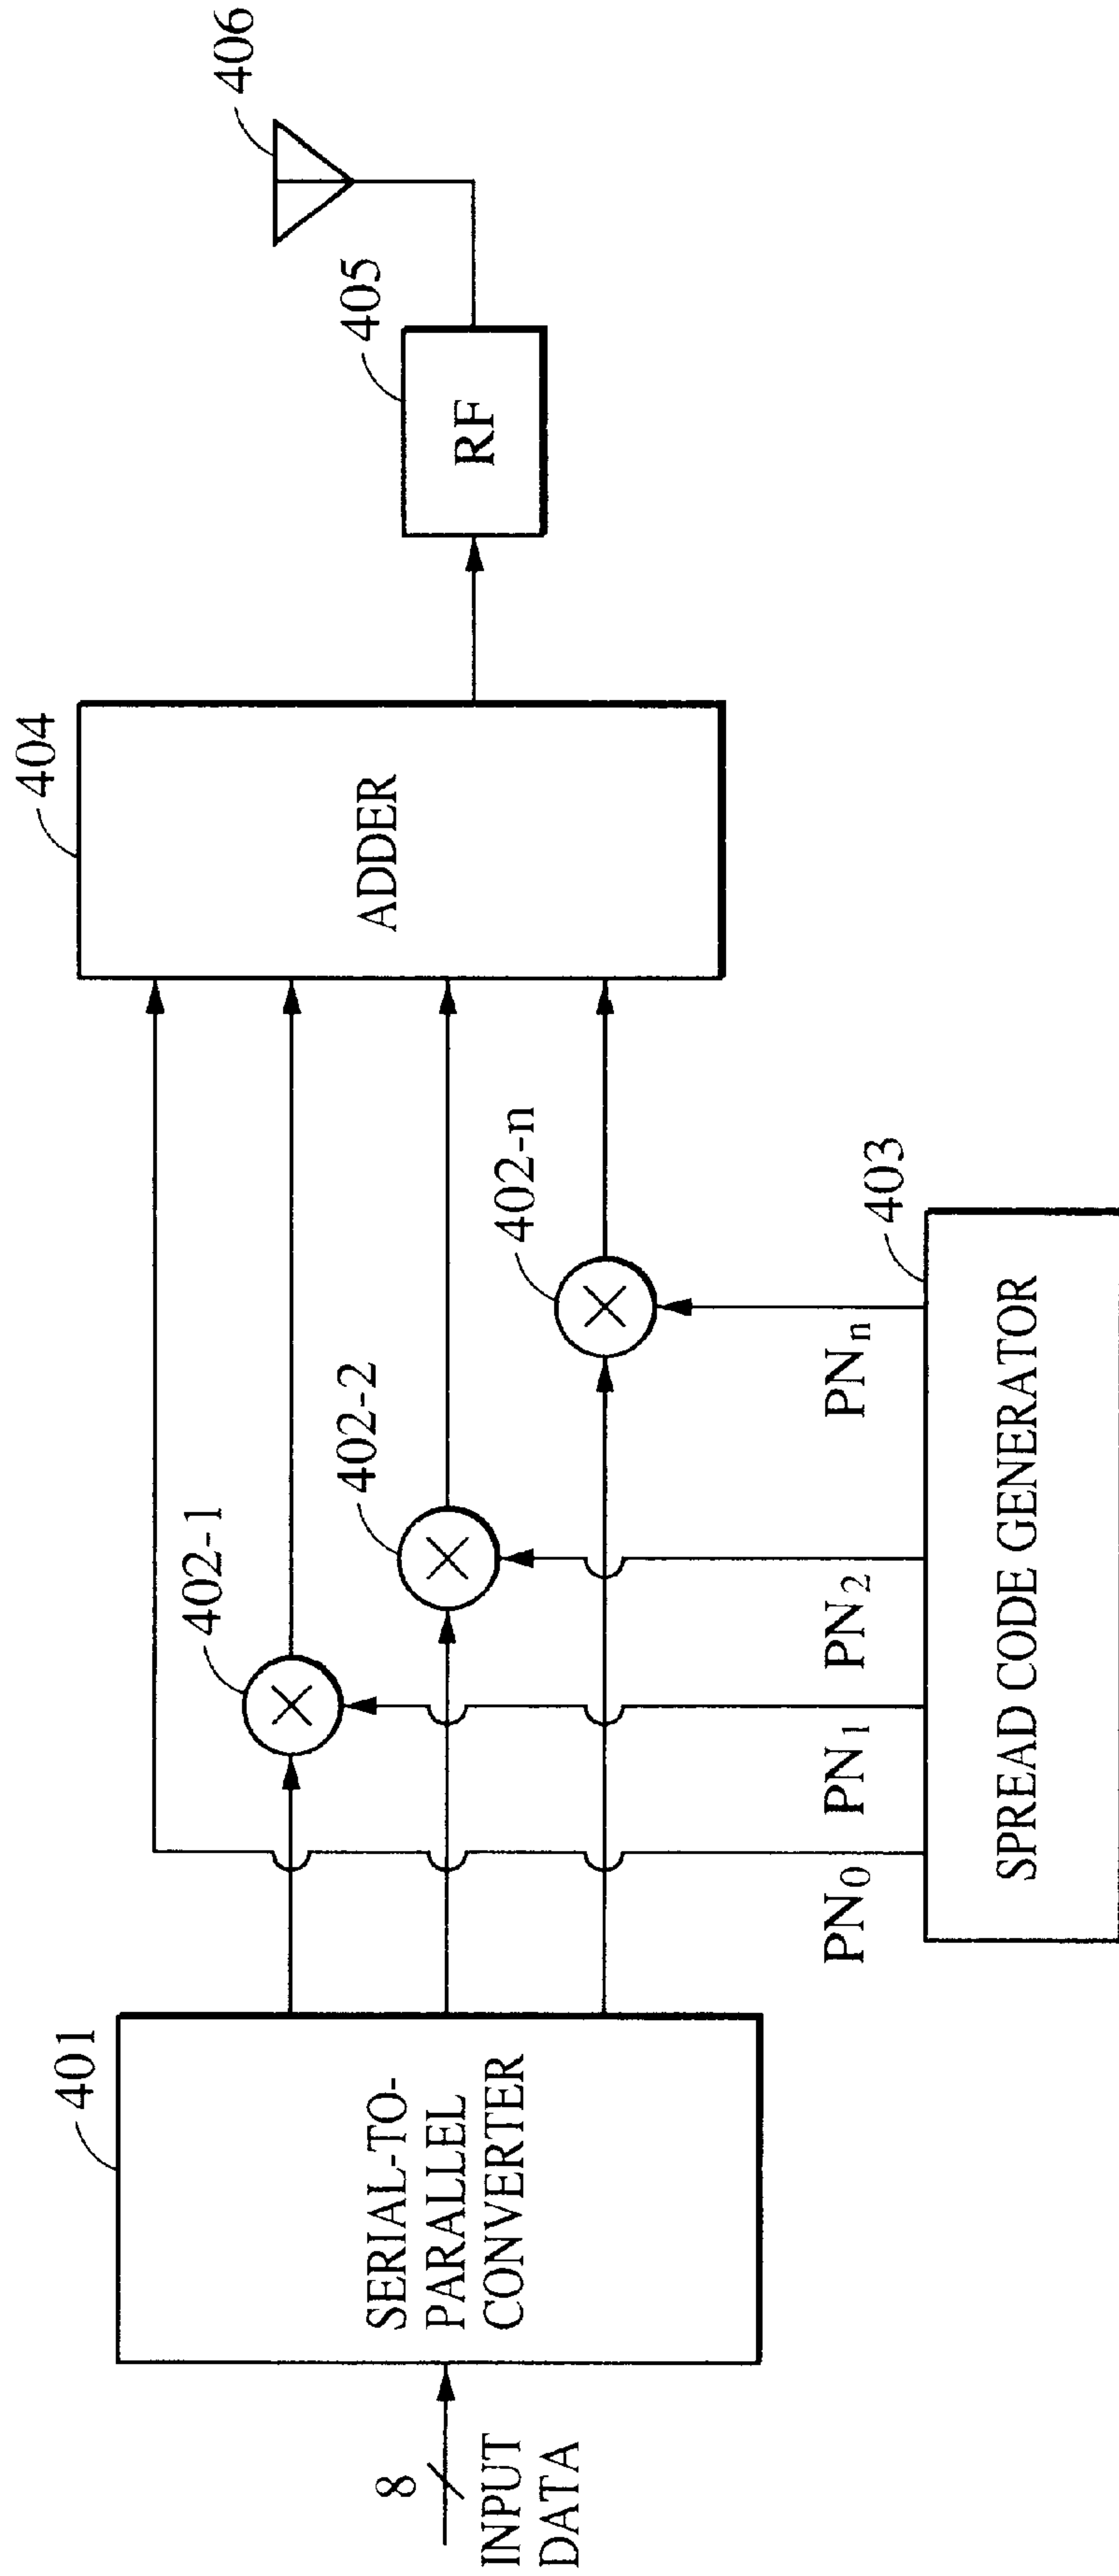 401
SERIAL-TO-
PARALLEL
CONVERTER
8
INPUT
DATA
402-1
402-2
402-n
404
ADDER
405
RF
406
PN₀
PN₁
PN₂
PNₙ
403
SPREAD CODE GENERATOR